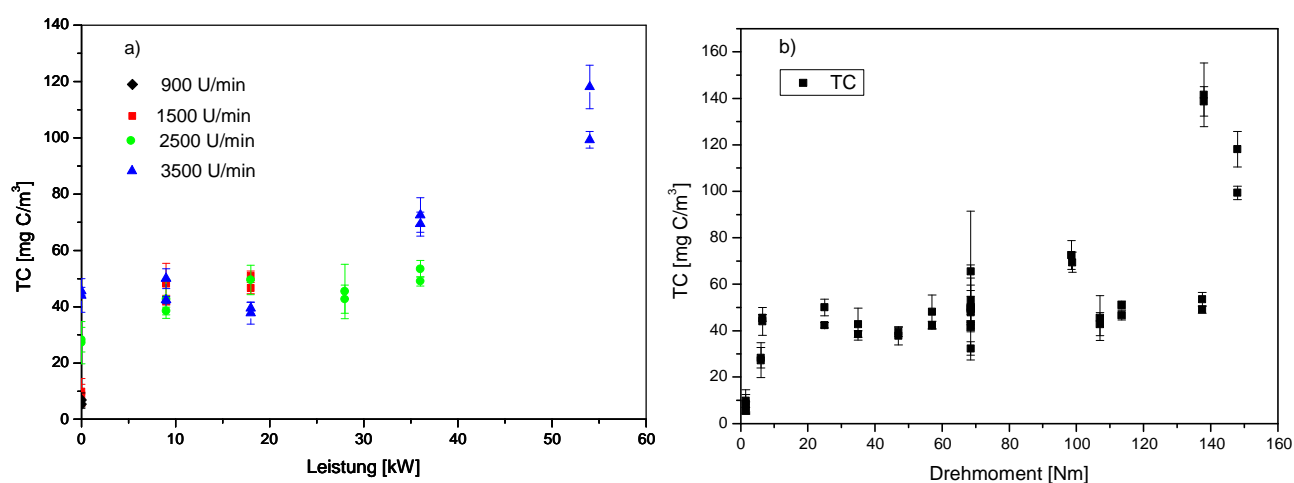 a)
900 U/min
1500 U/min
2500 U/min
3500 U/min
TC [mg C/m³]
140
120
100
80
60
40
20
0
0 10 20 30 40 50 60
Leistung [kW]
b)
TC
TC [mg C/m³]
160
140
120
100
80
60
40
20
0
0 20 40 60 80 100 120 140 160
Drehmoment [Nm]